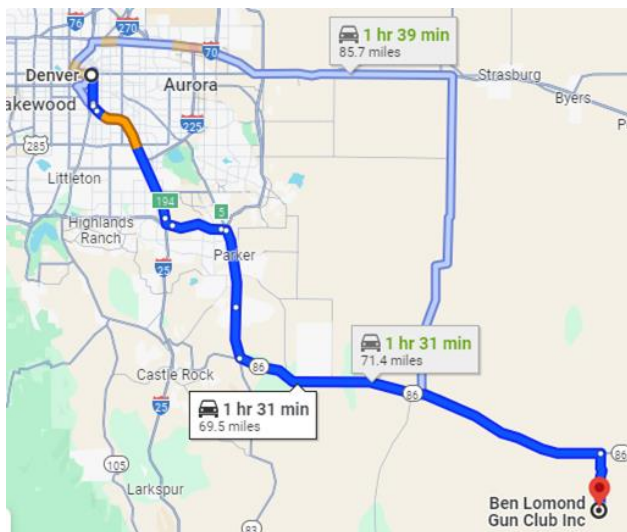 76
270
1 hr 39 min
85.7 miles
70
Denver
Strasburg
Aurora
Byers
akewood
225
285
Littleton
194
5
Highlands
Ranch
25
Parker
1 hr 31 min
71.4 miles
86
Castle Rock
1 hr 31 min
69.5 miles
86
25
86
105
83
Larkspur
Ben Lomond
Gun Club Inc